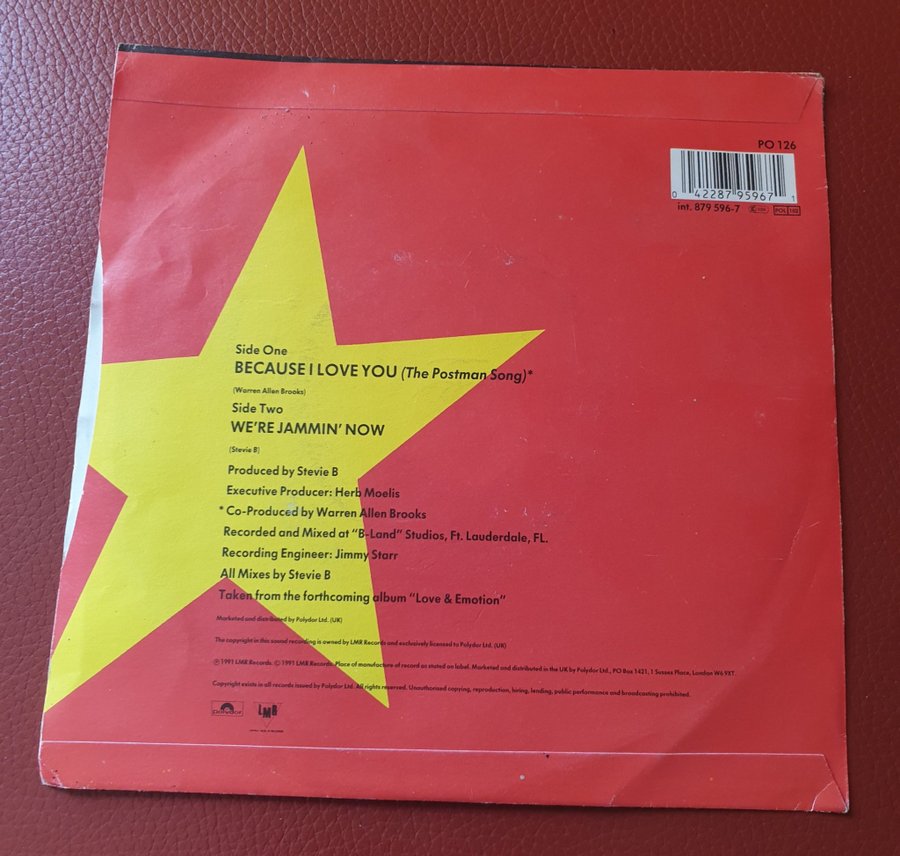 PO 126
0 42287 95967 1
int. 879 596-7
Side One
BECAUSE I LOVE YOU (The Postman Song)*
(Warren Allen Brooks)
Side Two
WE'RE JAMMIN' NOW
(Stevie B)
Produced by Stevie B
Executive Producer: Herb Moelis
* Co-Produced by Warren Allen Brooks
Recorded and Mixed at "B-Land" Studios, Ft. Lauderdale, FL.
Recording Engineer: Jimmy Starr
All Mixes by Stevie B
Taken from the forthcoming album "Love & Emotion"
Marketed and distributed by Polydor Ltd. (UK)
The copyright in this sound recording is owned by LMR Records and exclusively licensed to Polydor Ltd. (UK)
℗ 1991 LMR Records. © 1991 LMR Records. Place of manufacture of record as stated on label. Marketed and distributed in the UK by Polydor Ltd., PO Box 1421, 1 Sussex Place, London W6 9XT.
Copyright exists in all records issued by Polydor Ltd. All rights reserved. Unauthorised copying, reproduction, hiring, lending, public performance and broadcasting prohibited.
polydor LMR